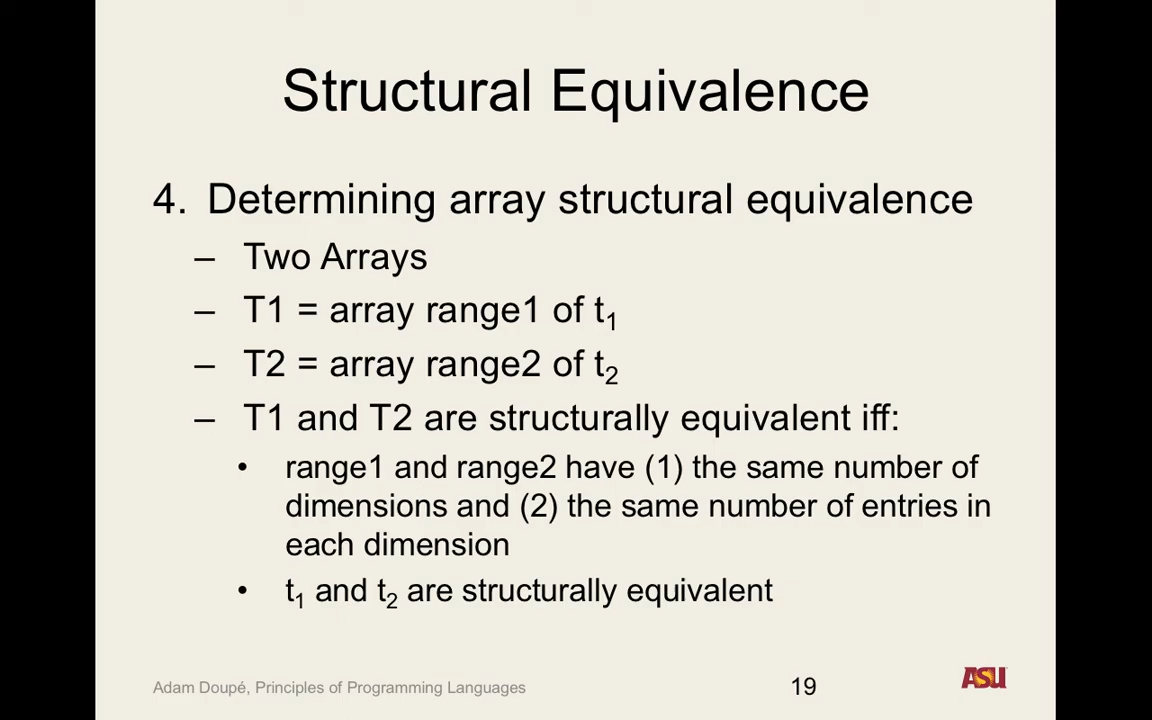 Structural Equivalence
4. Determining array structural equivalence
– Two Arrays
– T1 = array range1 of t₁
– T2 = array range2 of t₂
– T1 and T2 are structurally equivalent iff:
• range1 and range2 have (1) the same number of
dimensions and (2) the same number of entries in
each dimension
• t₁ and t₂ are structurally equivalent
Adam Doupé, Principles of Programming Languages
19
ASU